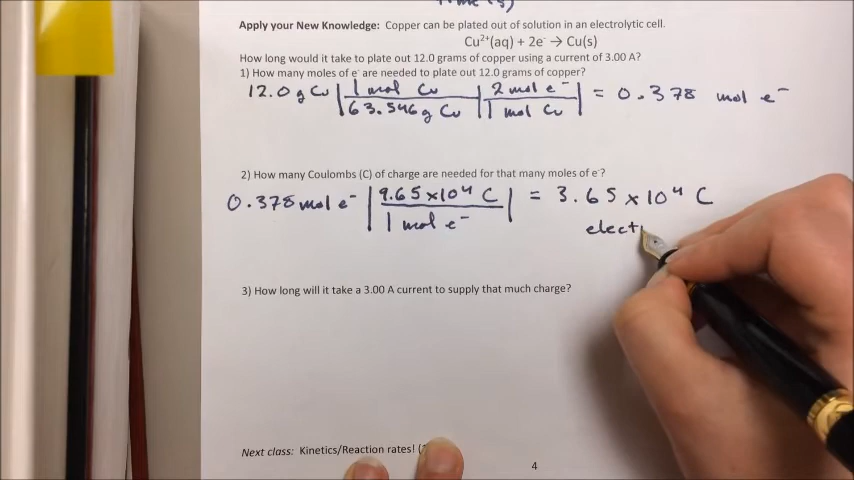 Apply your New Knowledge: Copper can be plated out of solution in an electrolytic cell.
Cu²⁺(aq) + 2e⁻ → Cu(s)
How long would it take to plate out 12.0 grams of copper using a current of 3.00 A?
1) How many moles of e⁻ are needed to plate out 12.0 grams of copper?
12.0 g Cu | 1 mol Cu | 2 mol e⁻ | = 0.378 mol e⁻
63.546 g Cu | 1 mol Cu
2) How many Coulombs (C) of charge are needed for that many moles of e⁻?
0.378 mol e⁻ | 9.65 x 10⁴ C | = 3.65 x 10⁴ C
1 mol e⁻
elect
3) How long will it take a 3.00 A current to supply that much charge?
Next class: Kinetics/Reaction rates! (
4